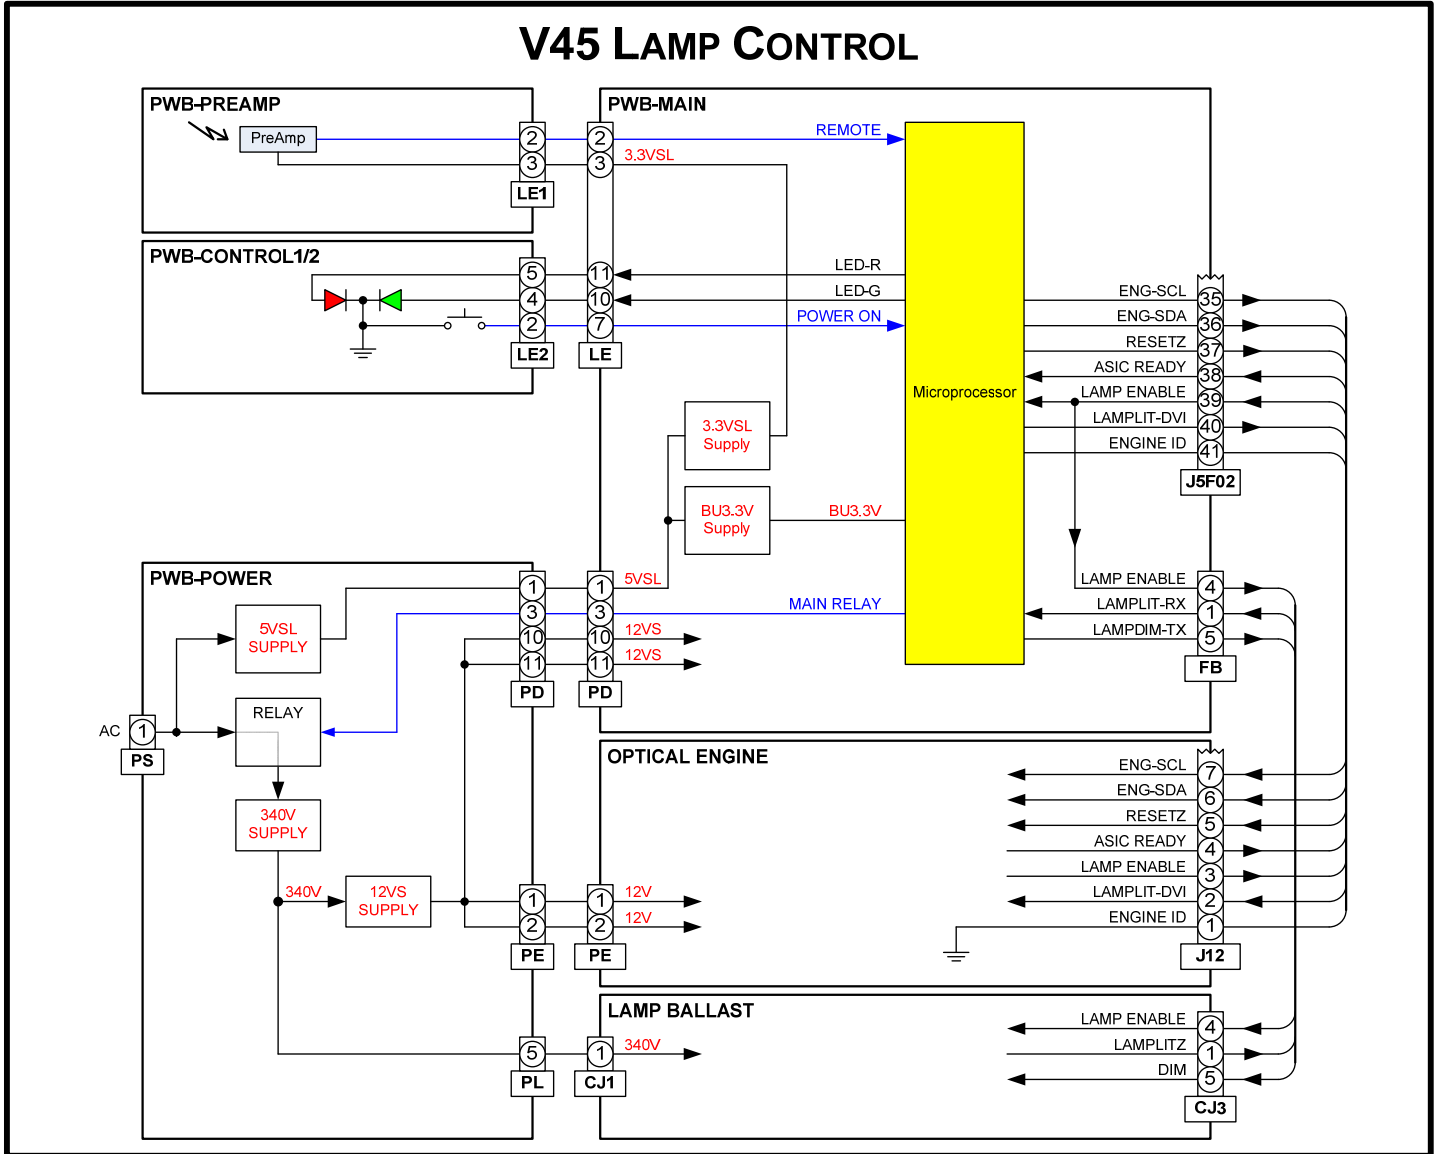 V45 LAMP CONTROL
PWB-PREAMP
PreAmp
2
3
LE1
PWB-CONTROL1/2
5
4
2
LE2
PWB-MAIN
2
REMOTE
3
3.3VSL
11
LED-R
10
LED-G
7
POWER ON
LE
Microprocessor
3.3VSL
Supply
BU3.3V
Supply
BU3.3V
ENG-SCL
35
ENG-SDA
36
RESETZ
37
ASIC READY
38
LAMP ENABLE
39
LAMPLIT-DVI
40
ENGINE ID
41
J5F02
1
5VSL
3
MAIN RELAY
10
12VS
11
12VS
PD
LAMP ENABLE
4
LAMPLIT-RX
1
LAMPDIM-TX
5
FB
PWB-POWER
5VSL
SUPPLY
1
3
10
11
PD
AC
1
PS
RELAY
340V
SUPPLY
340V
12VS
SUPPLY
1
2
PE
5
PL
OPTICAL ENGINE
1
12V
2
12V
PE
ENG-SCL
7
ENG-SDA
6
RESETZ
5
ASIC READY
4
LAMP ENABLE
3
LAMPLIT-DVI
2
ENGINE ID
1
J12
LAMP BALLAST
1
340V
CJ1
LAMP ENABLE
4
LAMPLITZ
1
DIM
5
CJ3